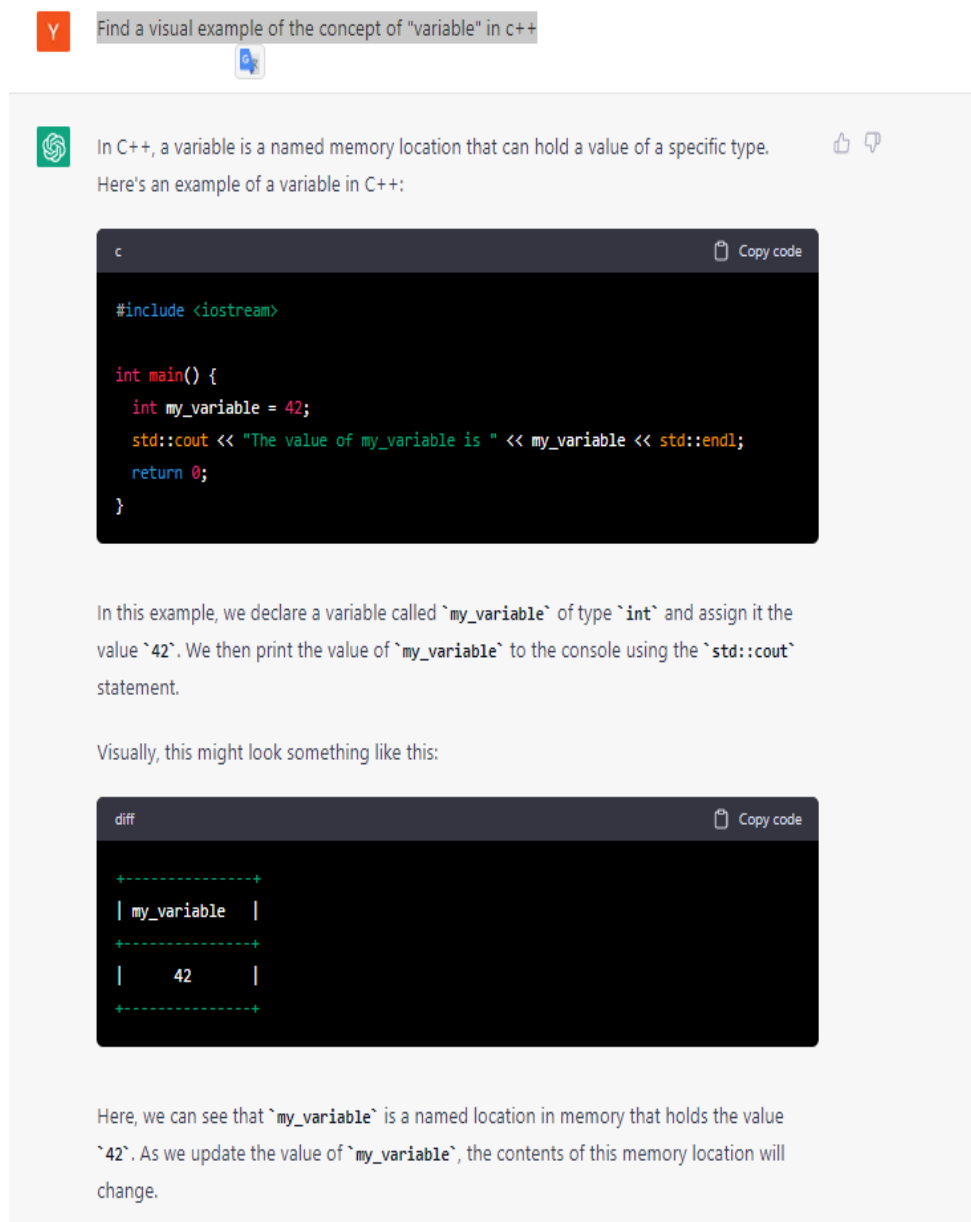 Y
Find a visual example of the concept of "variable" in c++
In C++, a variable is a named memory location that can hold a value of a specific type.
Here's an example of a variable in C++:
c
Copy code
#include <iostream>
int main() {
  int my_variable = 42;
  std::cout << "The value of my_variable is " << my_variable << std::endl;
  return 0;
}
In this example, we declare a variable called `my_variable` of type `int` and assign it the
value `42`. We then print the value of `my_variable` to the console using the `std::cout`
statement.
Visually, this might look something like this:
diff
Copy code
+---------------+
| my_variable   |
+---------------+
|      42       |
+---------------+
Here, we can see that `my_variable` is a named location in memory that holds the value
`42`. As we update the value of `my_variable`, the contents of this memory location will
change.